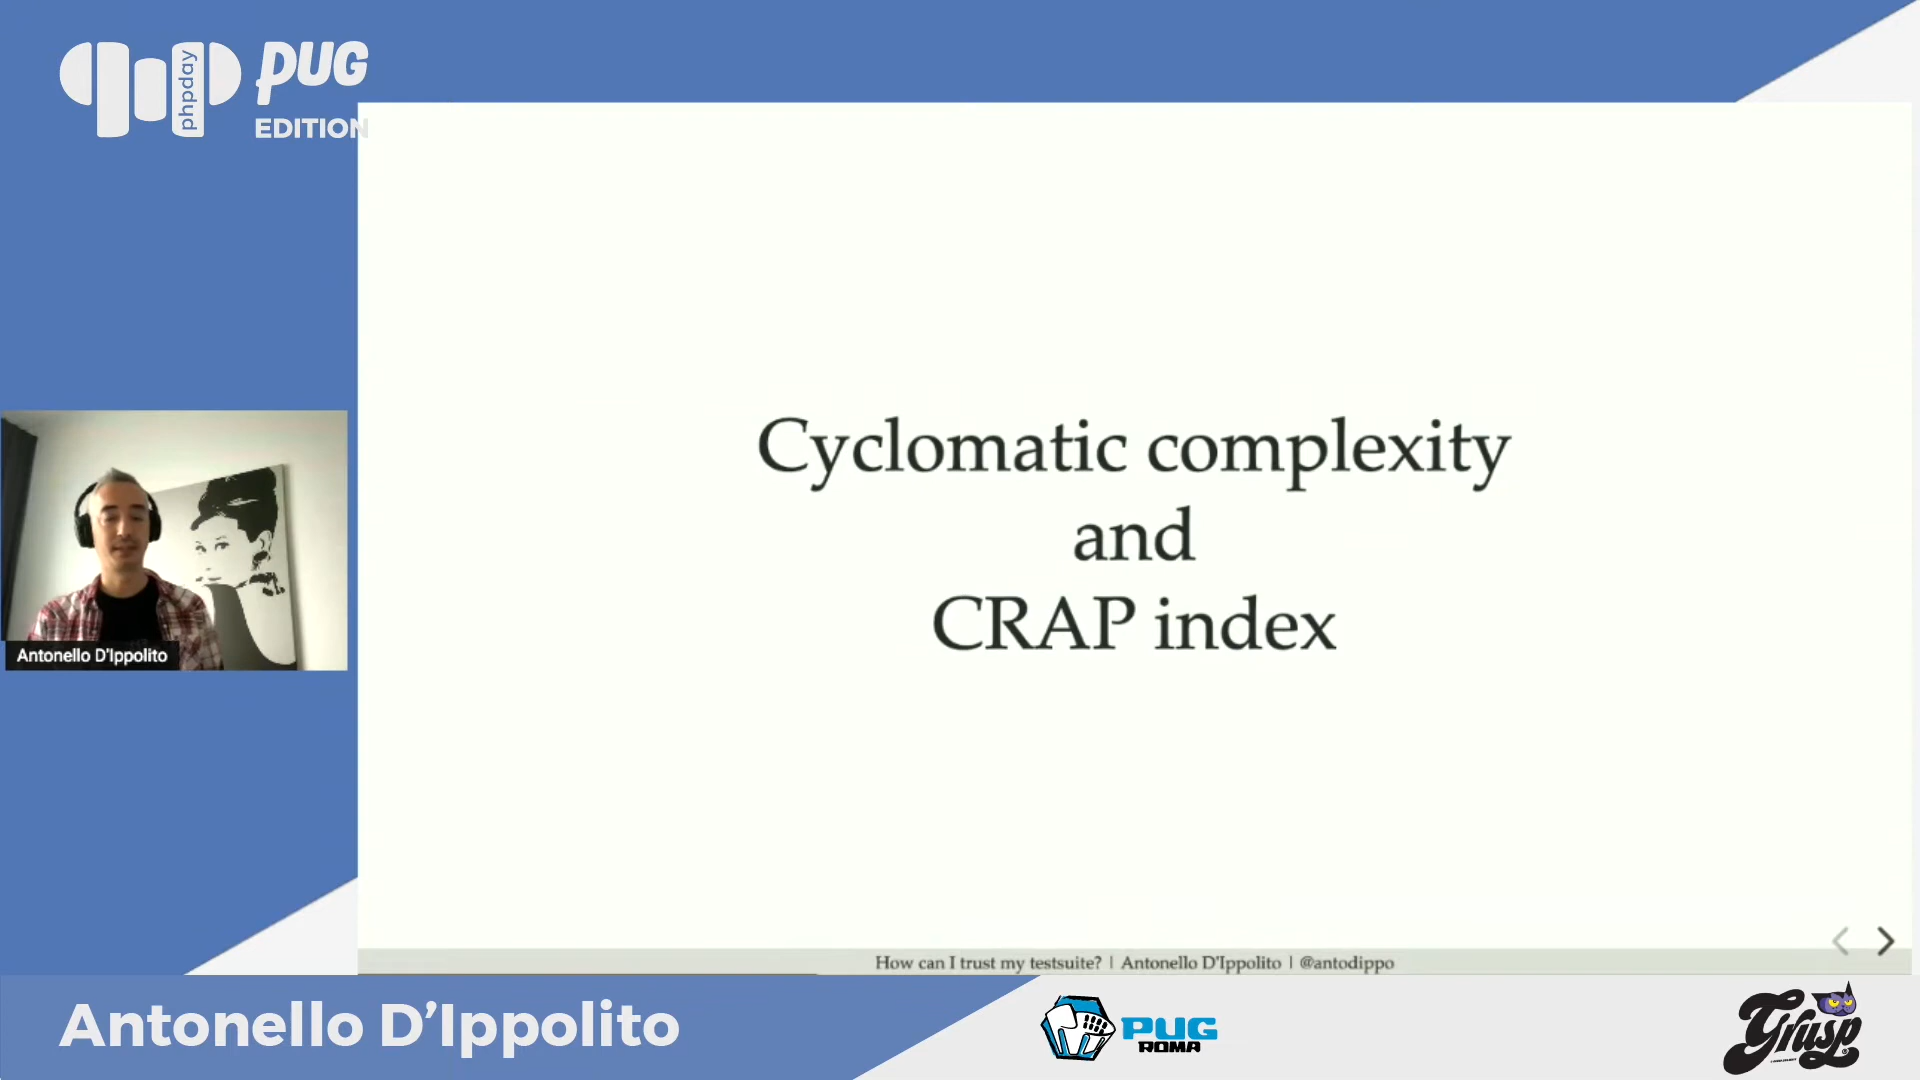 phpday
PUG
EDITION
Cyclomatic complexity
and
CRAP index
Antonello D'Ippolito
How can I trust my testsuite? | Antonello D'Ippolito | @antodippo
Antonello D’Ippolito
PUG
ROMA
Grusp